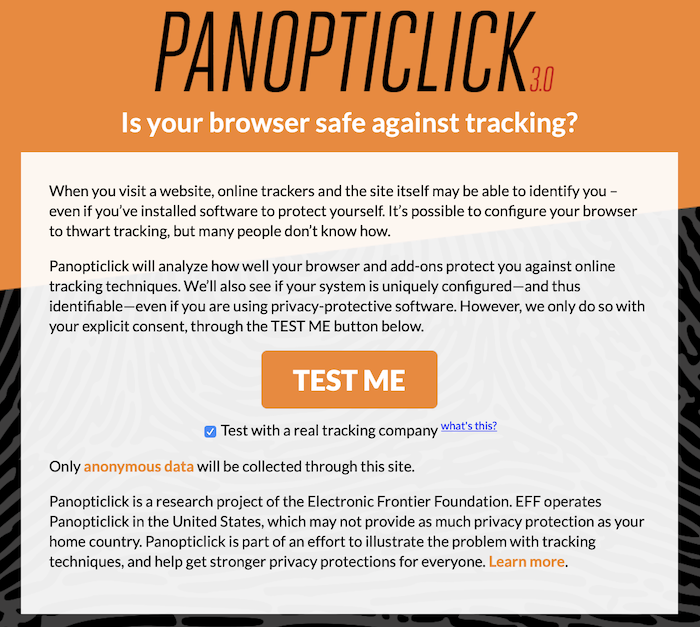 PANOPTICLICK 3.0
Is your browser safe against tracking?
When you visit a website, online trackers and the site itself may be able to identify you –
even if you've installed software to protect yourself. It's possible to configure your browser
to thwart tracking, but many people don't know how.
Panopticlick will analyze how well your browser and add-ons protect you against online
tracking techniques. We'll also see if your system is uniquely configured—and thus
identifiable—even if you are using privacy-protective software. However, we only do so with
your explicit consent, through the TEST ME button below.
TEST ME
Test with a real tracking company what's this?
Only anonymous data will be collected through this site.
Panopticlick is a research project of the Electronic Frontier Foundation. EFF operates
Panopticlick in the United States, which may not provide as much privacy protection as your
home country. Panopticlick is part of an effort to illustrate the problem with tracking
techniques, and help get stronger privacy protections for everyone. Learn more.